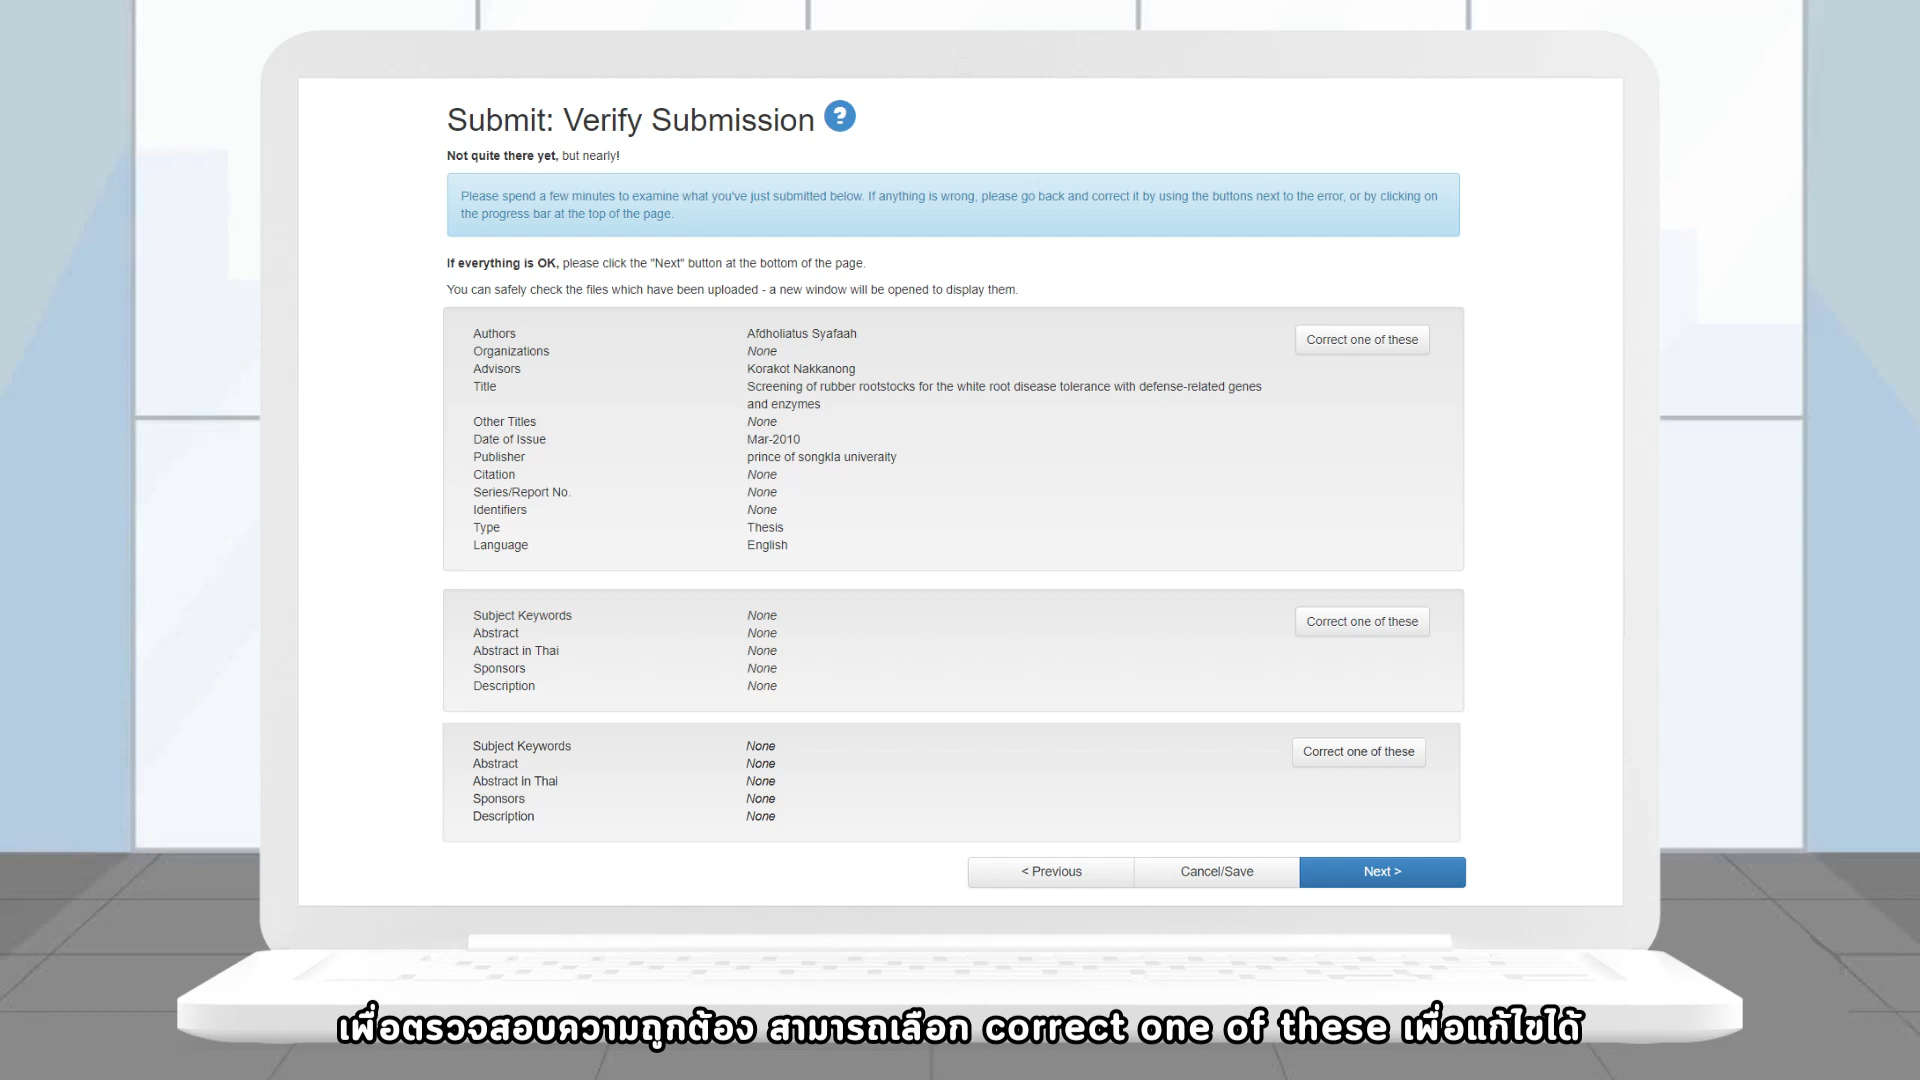 Submit: Verify Submission ?
Not quite there yet, but nearly!
Please spend a few minutes to examine what you've just submitted below. If anything is wrong, please go back and correct it by using the buttons next to the error, or by clicking on
the progress bar at the top of the page.
If everything is OK, please click the "Next" button at the bottom of the page.
You can safely check the files which have been uploaded - a new window will be opened to display them.
Authors Afdholiatus Syafaah Correct one of these
Organizations None
Advisors Korakot Nakkanong
Title Screening of rubber rootstocks for the white root disease tolerance with defense-related genes
and enzymes
Other Titles None
Date of Issue Mar-2010
Publisher prince of songkla univeraity
Citation None
Series/Report No. None
Identifiers None
Type Thesis
Language English
Subject Keywords None Correct one of these
Abstract None
Abstract in Thai None
Sponsors None
Description None
Subject Keywords None Correct one of these
Abstract None
Abstract in Thai None
Sponsors None
Description None
< Previous Cancel/Save Next >
เพื่อตรวจสอบความถูกต้อง สามารถเลือก correct one of these เพื่อแก้ไขได้